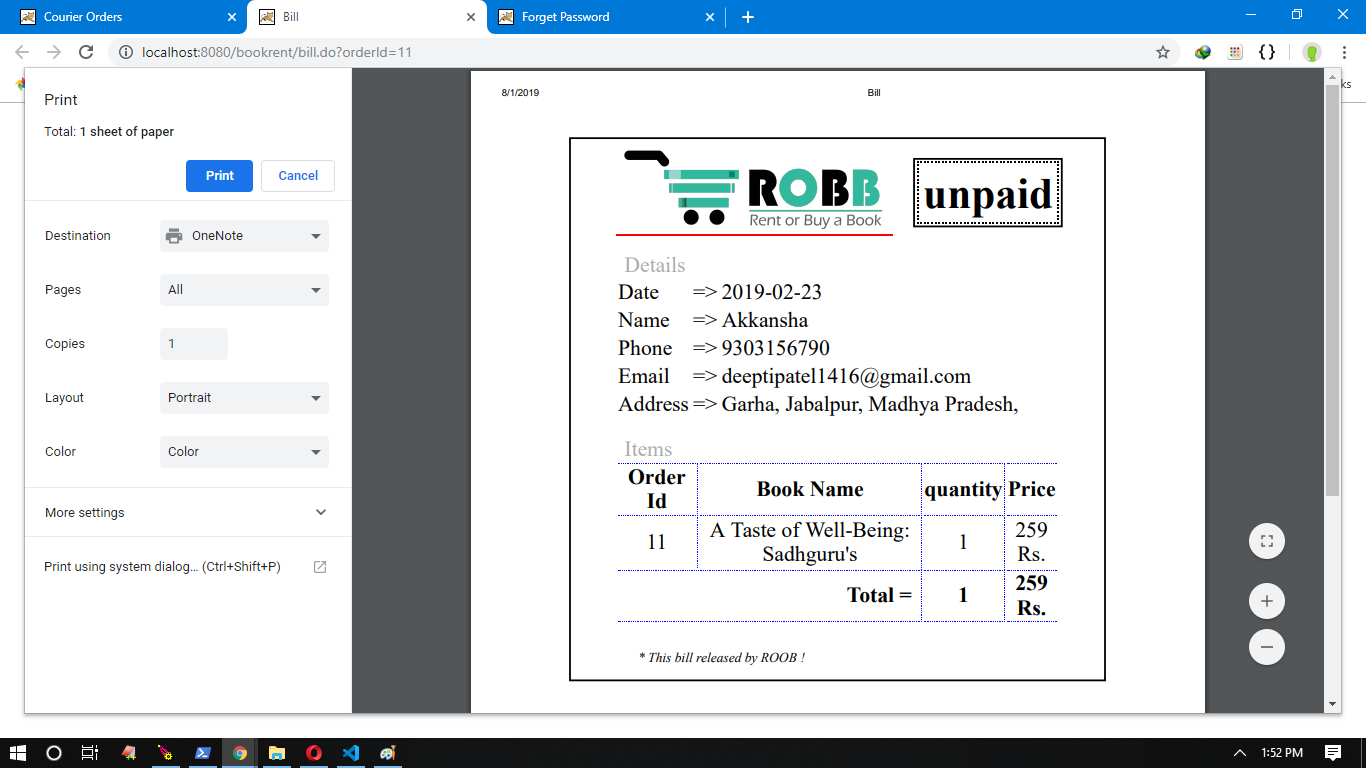 Courier Orders
Bill
Forget Password
localhost:8080/bookrent/bill.do?orderId=11
ks
Print
Total: 1 sheet of paper
Print Cancel
Destination OneNote
Pages All
Copies 1
Layout Portrait
Color Color
More settings
Print using system dialog... (Ctrl+Shift+P)
8/1/2019 Bill
ROBB
Rent or Buy a Book
unpaid
Details
Date => 2019-02-23
Name => Akkansha
Phone => 9303156790
Email => deeptipatel1416@gmail.com
Address => Garha, Jabalpur, Madhya Pradesh,
Items
Order Id Book Name quantity Price
11 A Taste of Well-Being: Sadhguru's 1 259 Rs.
Total = 1 259 Rs.
* This bill released by ROOB !
1:52 PM